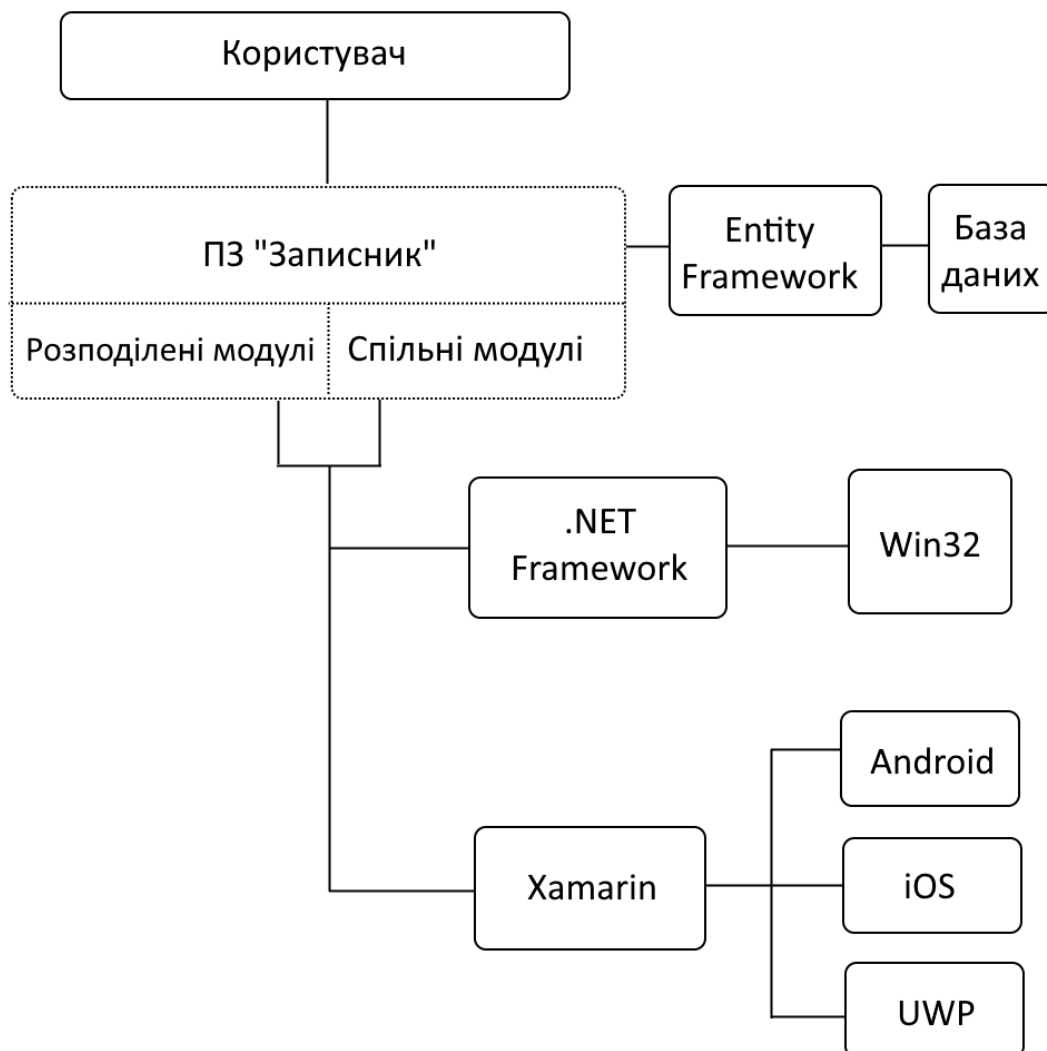 Користувач
ПЗ "Записник"
Розподілені модулі
Спільні модулі
Entity
Framework
База
даних
.NET
Framework
Win32
Xamarin
Android
iOS
UWP